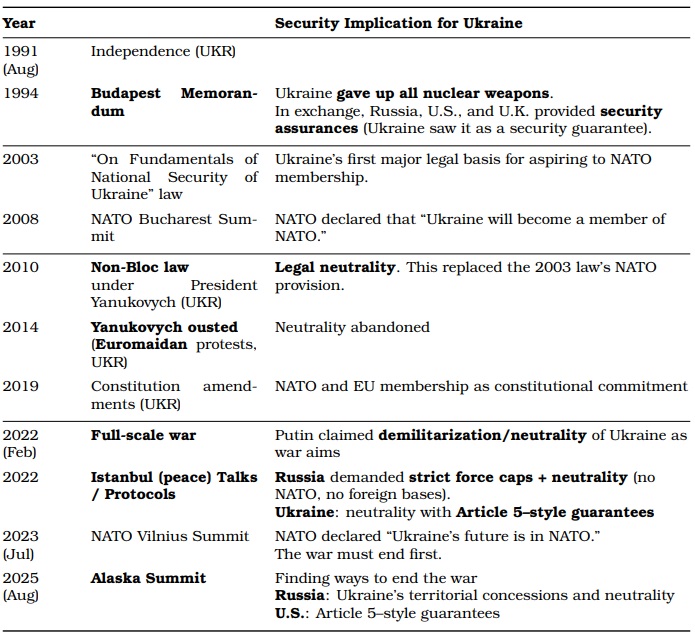 Year Security Implication for Ukraine
1991 Independence (UKR)
(Aug)
1994 Budapest Memoran- Ukraine gave up all nuclear weapons.
dum In exchange, Russia, U.S., and U.K. provided security
assurances (Ukraine saw it as a security guarantee).
2003 “On Fundamentals of Ukraine’s first major legal basis for aspiring to NATO
National Security of membership.
Ukraine” law
2008 NATO Bucharest Sum- NATO declared that “Ukraine will become a member of
mit NATO.”
2010 Non-Bloc law Legal neutrality. This replaced the 2003 law’s NATO
under President provision.
Yanukovych (UKR)
2014 Yanukovych ousted Neutrality abandoned
(Euromaidan protests,
UKR)
2019 Constitution amend- NATO and EU membership as constitutional commitment
ments (UKR)
2022 Full-scale war Putin claimed demilitarization/neutrality of Ukraine as
(Feb) war aims
2022 Istanbul (peace) Talks Russia demanded strict force caps + neutrality (no
/ Protocols NATO, no foreign bases).
Ukraine: neutrality with Article 5–style guarantees
2023 NATO Vilnius Summit NATO declared “Ukraine’s future is in NATO.”
(Jul) The war must end first.
2025 Alaska Summit Finding ways to end the war
(Aug) Russia: Ukraine’s territorial concessions and neutrality
U.S.: Article 5–style guarantees